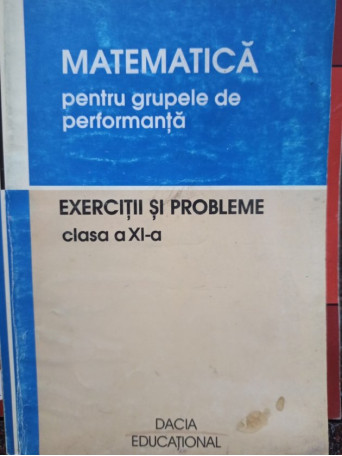 MATEMATICĂ
pentru grupele de
performanță
EXERCIȚII ȘI PROBLEME
clasa a XI-a
DACIA
EDUCAȚIONAL